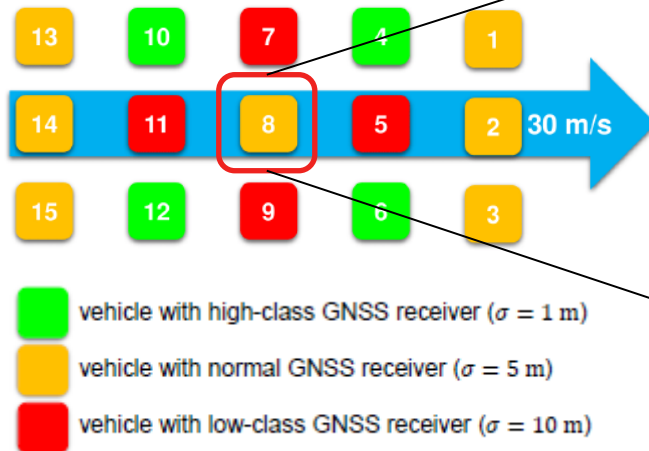 13 10 7 4 1
14 11 8 5 2 30 m/s
15 12 9 6 3
vehicle with high-class GNSS receiver (σ = 1 m)
vehicle with normal GNSS receiver (σ = 5 m)
vehicle with low-class GNSS receiver (σ = 10 m)